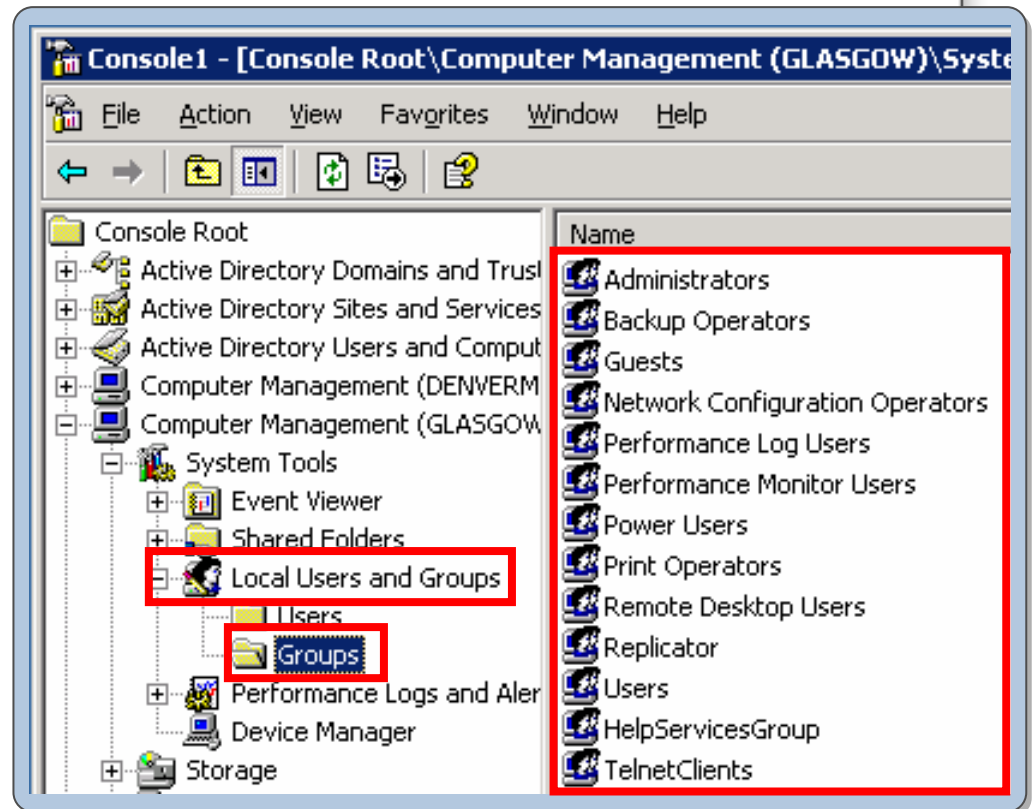 Console1 - [Console Root\Computer Management (GLASGOW)\Syste
File Action View Favorites Window Help
Console Root
Active Directory Domains and Trus
Active Directory Sites and Services
Active Directory Users and Comput
Computer Management (DENVERM
Computer Management (GLASGOW
System Tools
Event Viewer
Shared Folders
Local Users and Groups
Users
Groups
Performance Logs and Aler
Device Manager
Storage
Name
Administrators
Backup Operators
Guests
Network Configuration Operators
Performance Log Users
Performance Monitor Users
Power Users
Print Operators
Remote Desktop Users
Replicator
Users
HelpServicesGroup
TelnetClients